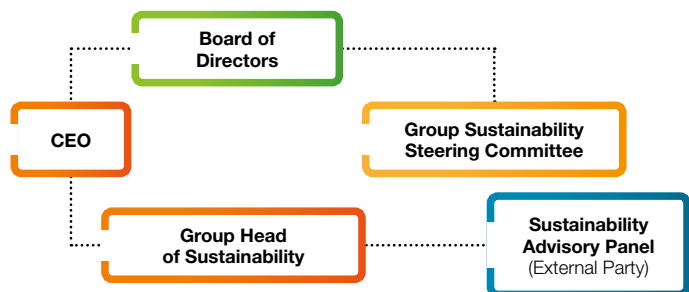 Board of
Directors
CEO
Group Sustainability
Steering Committee
Group Head
of Sustainability
Sustainability
Advisory Panel
(External Party)